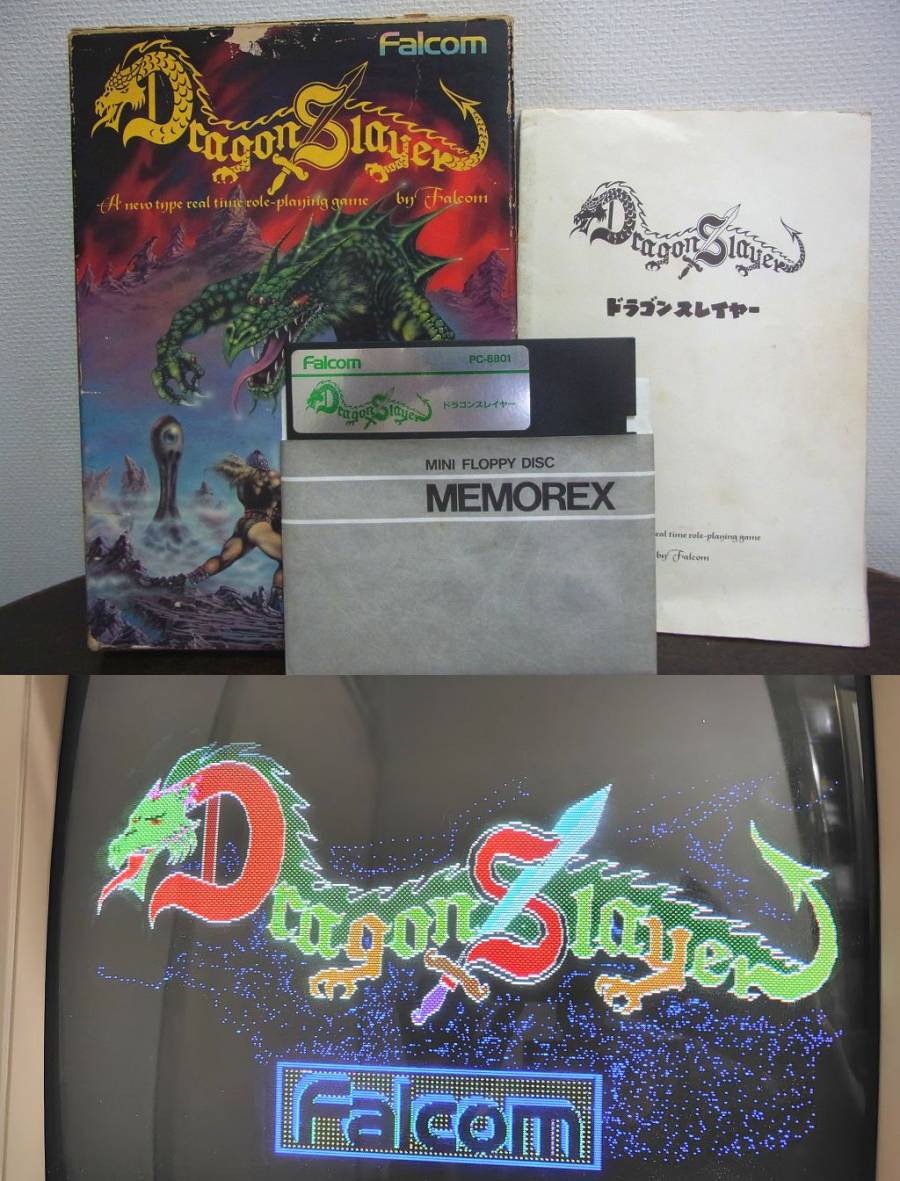 Falcom
Dragon Slayer
A new type real time role-playing game by Falcom
Dragon Slayer
ドラゴンスレイヤー
real time role-playing game
by Falcom
Falcom PC-8801
Dragon Slayer ドラゴンスレイヤー
MINI FLOPPY DISC
MEMOREX
Dragon Slayer
Falcom